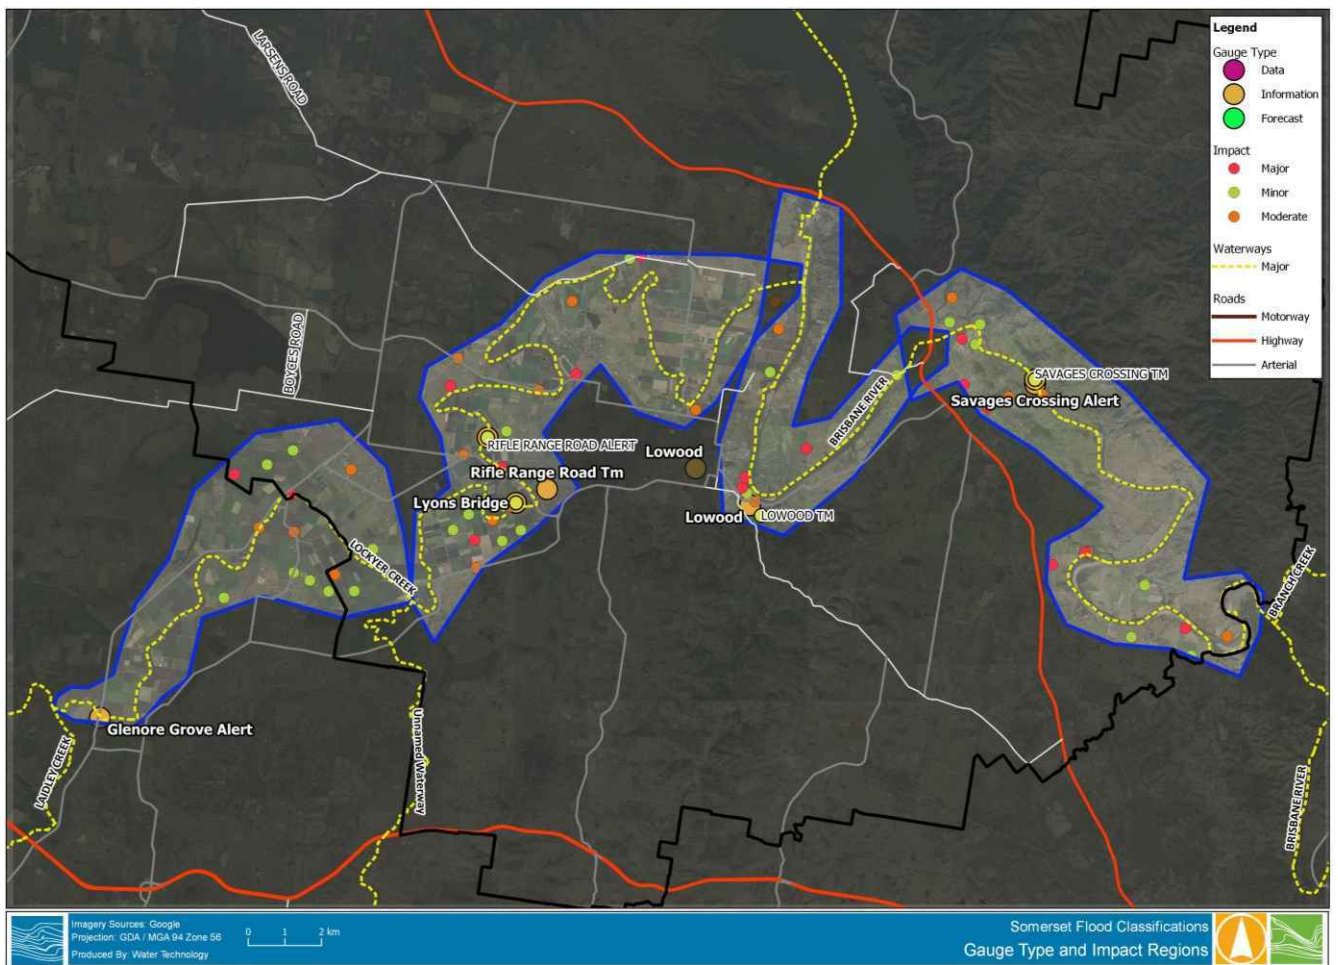 Legend
Gauge Type
Data
Information
Forecast
Impact
Major
Minor
Moderate
Waterways
Major
Roads
Motorway
Highway
Arterial
LARSENS ROAD
BOYCES ROAD
SAVAGES CROSSING TM
Savages Crossing Alert
BRISBANE RIVER
RIFLE RANGE ROAD ALERT
Lowood
Rifle Range Road Tm
Lyons Bridge
Lowood
LOWOOD TM
LOCKYER CREEK
BRANCH CREEK
Glenore Grove Alert
LAIDLEY CREEK
Unnamed Waterway
BRISBANE RIVER
Imagery Sources: Google
Projection: GDA / MGA 94 Zone 56
Produced By: Water Technology
0 1 2 km
Somerset Flood Classifications
Gauge Type and Impact Regions